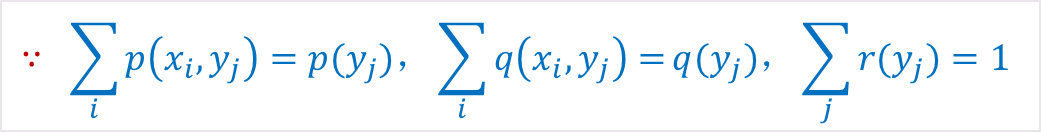 ∵ ∑_i p(x_i, y_j) = p(y_j)， ∑_i q(x_i, y_j) = q(y_j)， ∑_j r(y_j) = 1